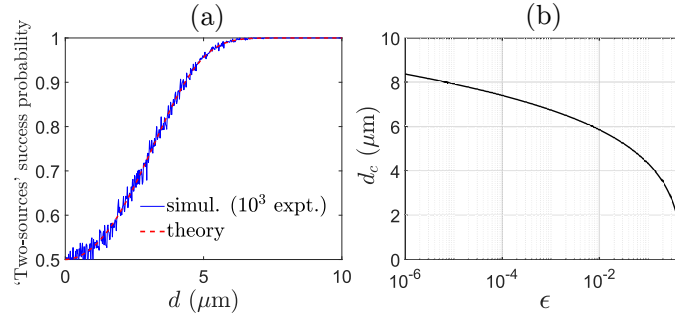 (a)
(b)
'Two-sources' success probability
1
0.9
0.8
0.7
0.6
0.5
simul. (10³ expt.)
theory
0
5
10
d (μm)
d_c (μm)
10
8
6
4
2
0
10⁻⁶
10⁻⁴
10⁻²
ϵ